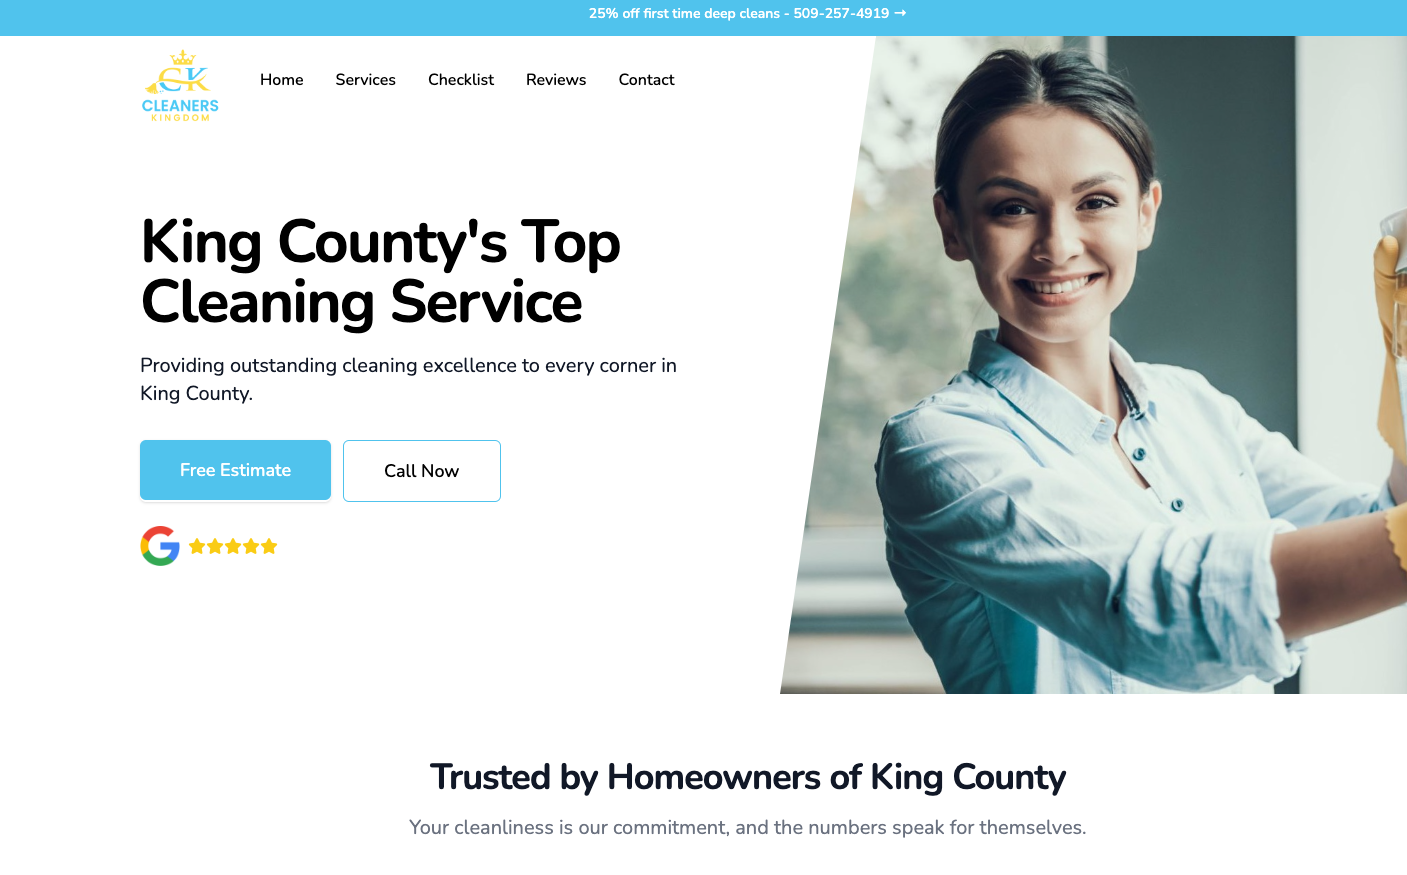 25% off first time deep cleans - 509-257-4919 →
CK
CLEANERS
KINGDOM
Home Services Checklist Reviews Contact
King County's Top
Cleaning Service
Providing outstanding cleaning excellence to every corner in
King County.
Free Estimate Call Now
G
Trusted by Homeowners of King County
Your cleanliness is our commitment, and the numbers speak for themselves.